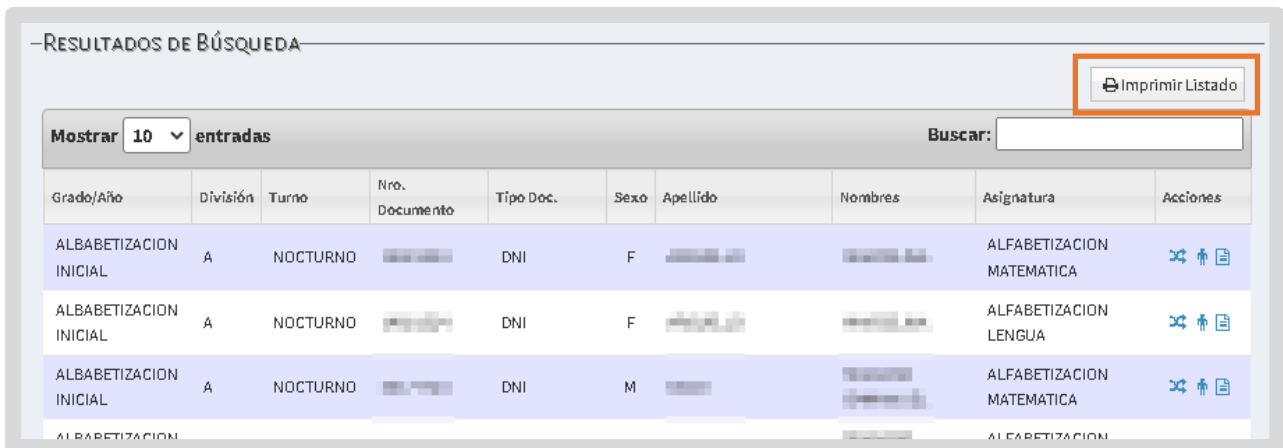 RESULTADOS DE BÚSQUEDA
Imprimir Listado
Mostrar 10 entradas Buscar:
Grado/Año División Turno Nro. Documento Tipo Doc. Sexo Apellido Nombres Asignatura Acciones
ALBABETIZACION INICIAL A NOCTURNO DNI F ALFABETIZACION MATEMATICA
ALBABETIZACION INICIAL A NOCTURNO DNI F ALFABETIZACION LENGUA
ALBABETIZACION INICIAL A NOCTURNO DNI M ALFABETIZACION MATEMATICA
ALBABETIZACION ALFABETIZACION